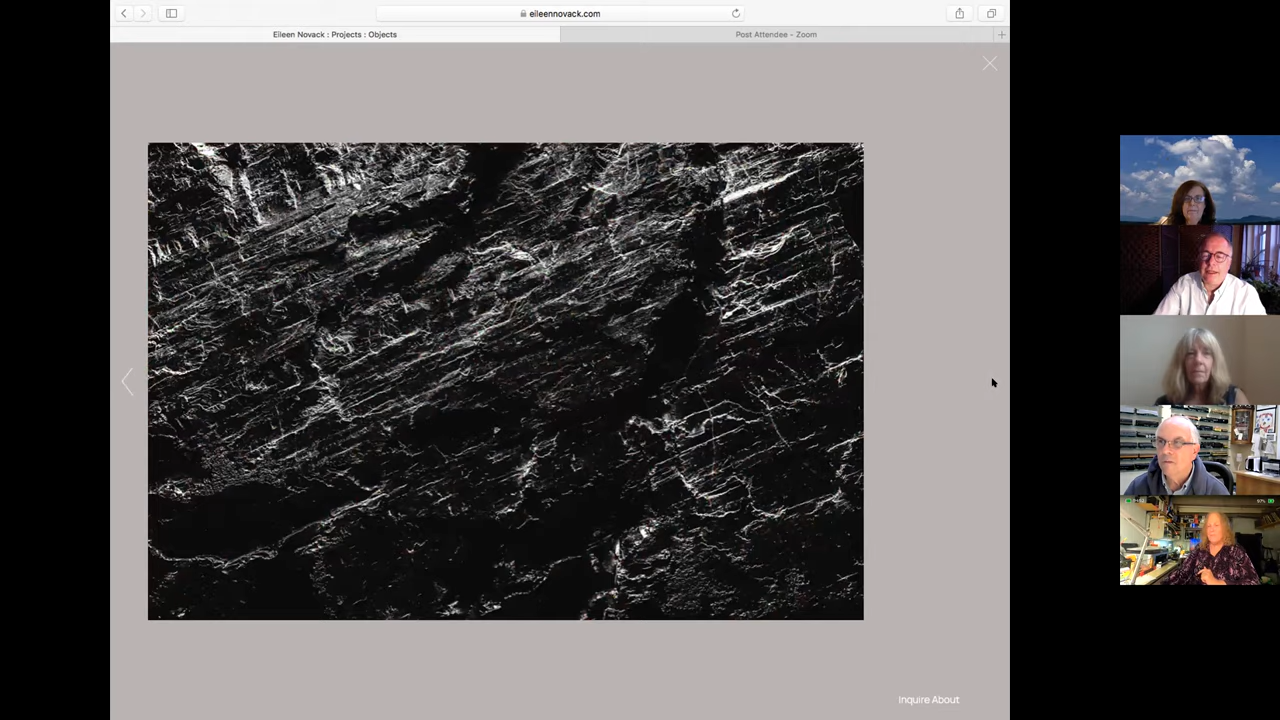 eileennovack.com
Eileen Novack : Projects : Objects
Post Attendee - Zoom
Inquire About